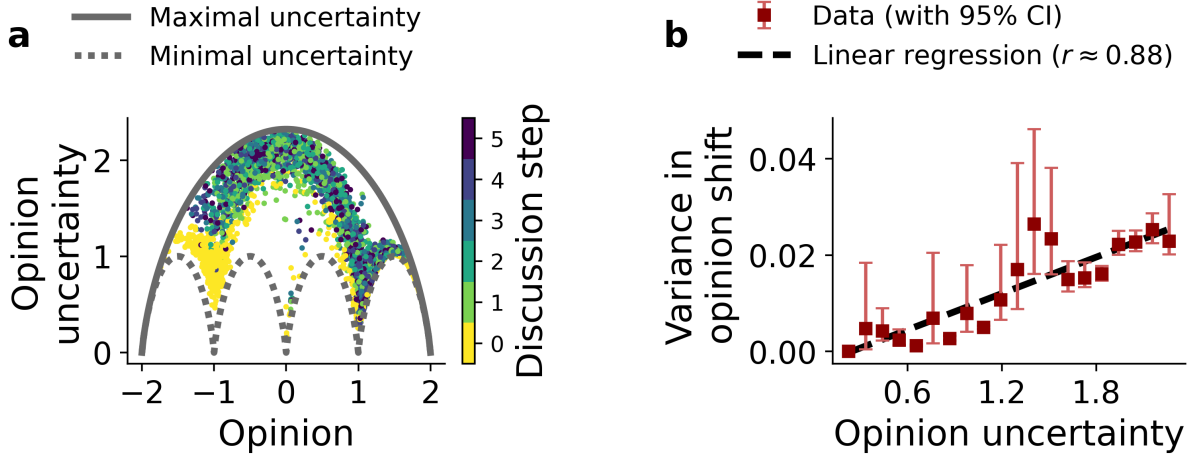 a
Maximal uncertainty
Minimal uncertainty
Opinion
uncertainty
2
1
0
−2
−1
0
1
2
Opinion
5
4
3
2
1
0
Discussion step
b
Data (with 95% CI)
Linear regression (r ≈ 0.88)
Variance in
opinion shift
0.04
0.02
0.00
0.6
1.2
1.8
Opinion uncertainty